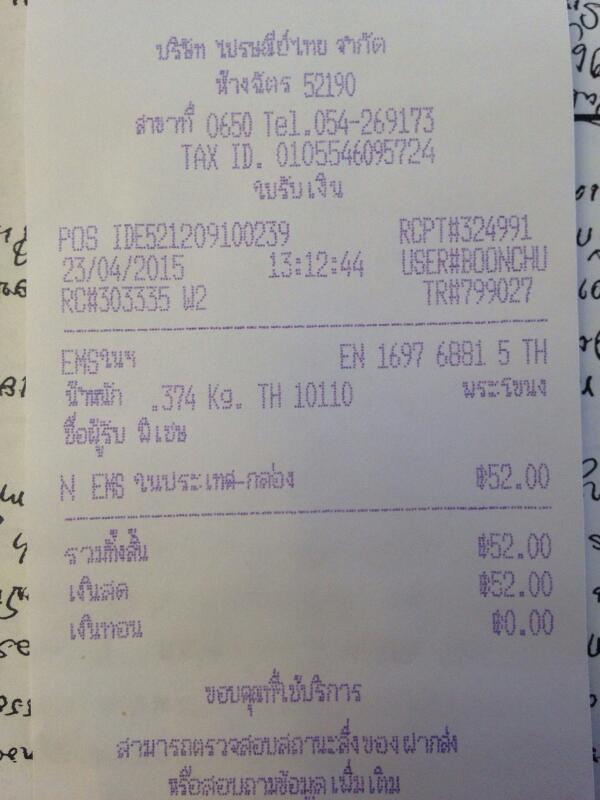 บริษัท ไปรษณีย์ไทย จำกัด
ห้างฉัตร 52190
สาขาที่ 0650 Tel.054-269173
TAX ID. 0105546095724
ใบรับเงิน
POS IDE521209100239 RCPT#324991
23/04/2015 13:12:44 USER#BOONCHU
RC#303335 W2 TR#799027
EMSในฯ EN 1697 6881 5 TH
น้ำหนัก .374 Kg. TH 10110 พระโขนง
ชื่อผู้รับ พิเชษ
N EMS ในประเทศ-กล่อง ฿52.00
รวมทั้งสิ้น ฿52.00
เงินสด ฿52.00
เงินทอน ฿0.00
ขอบคุณที่ใช้บริการ
สามารถตรวจสอบสถานะสิ่งของฝากส่ง
หรือสอบถามข้อมูลเพิ่มเติม